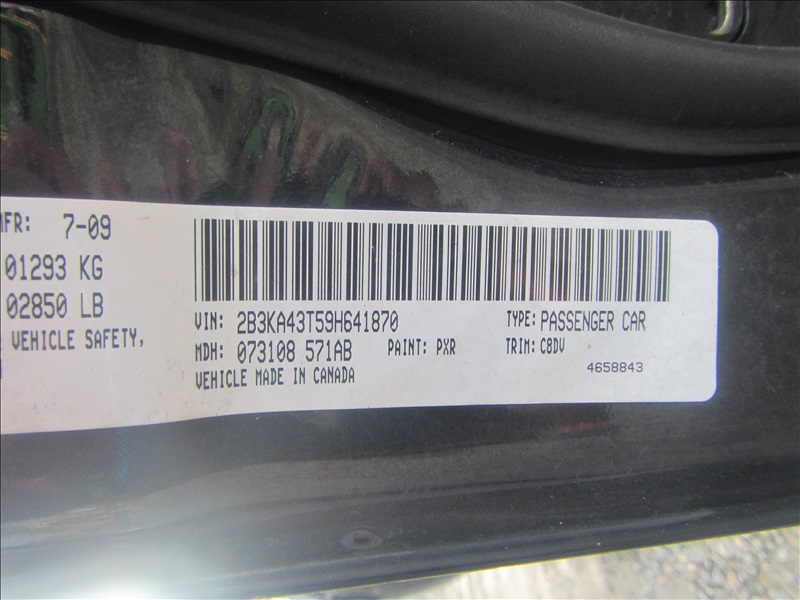 MFR: 7-09
01293 KG
02850 LB
VEHICLE SAFETY,
VIN: 2B3KA43T59H641870 TYPE: PASSENGER CAR
MDH: 073108 571AB PAINT: PXR TRIM: C8DV
VEHICLE MADE IN CANADA 4658843